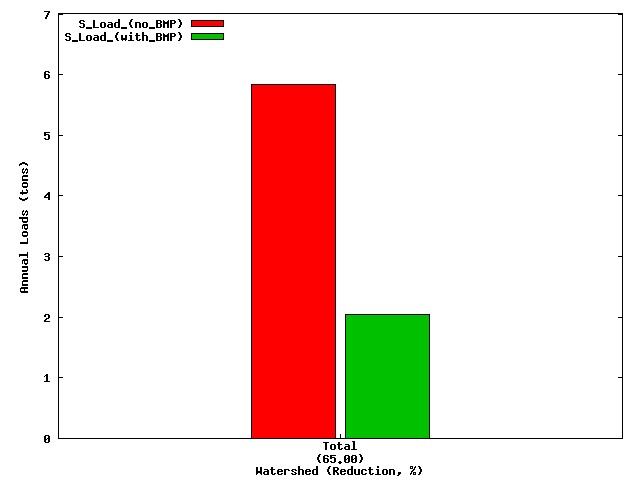 S_Load_(no_BMP)
S_Load_(with_BMP)
7
6
5
4
3
2
1
0
Annual Loads (tons)
Total
(65.00)
Watershed (Reduction, %)